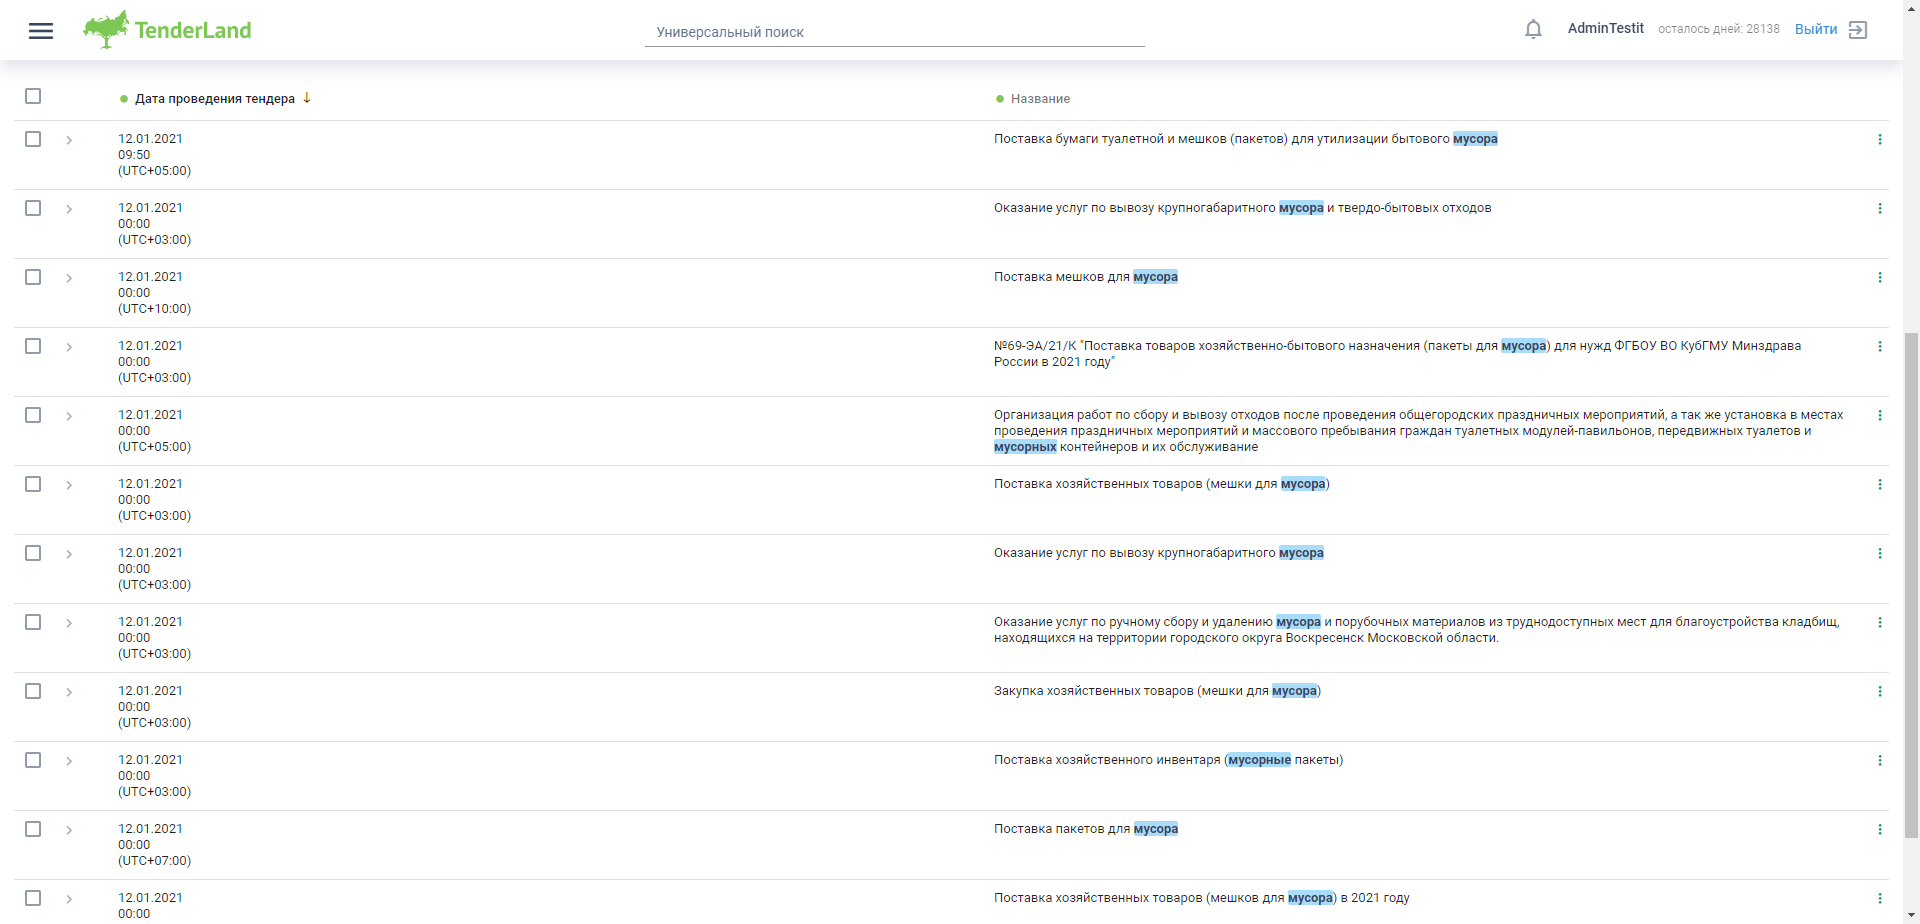 TenderLand
Универсальный поиск
AdminTestit
осталось дней: 28138
Выйти
Дата проведения тендера
Название
12.01.2021
09:50
(UTC+05:00)
Поставка бумаги туалетной и мешков (пакетов) для утилизации бытового мусора
12.01.2021
00:00
(UTC+03:00)
Оказание услуг по вывозу крупногабаритного мусора и твердо-бытовых отходов
12.01.2021
00:00
(UTC+10:00)
Поставка мешков для мусора
12.01.2021
00:00
(UTC+03:00)
№69-ЭА/21/К "Поставка товаров хозяйственно-бытового назначения (пакеты для мусора) для нужд ФГБОУ ВО КубГМУ Минздрава
России в 2021 году"
12.01.2021
00:00
(UTC+05:00)
Организация работ по сбору и вывозу отходов после проведения общегородских праздничных мероприятий, а так же установка в местах
проведения праздничных мероприятий и массового пребывания граждан туалетных модулей-павильонов, передвижных туалетов и
мусорных контейнеров и их обслуживание
12.01.2021
00:00
(UTC+03:00)
Поставка хозяйственных товаров (мешки для мусора)
12.01.2021
00:00
(UTC+03:00)
Оказание услуг по вывозу крупногабаритного мусора
12.01.2021
00:00
(UTC+03:00)
Оказание услуг по ручному сбору и удалению мусора и порубочных материалов из труднодоступных мест для благоустройства кладбищ,
находящихся на территории городского округа Воскресенск Московской области.
12.01.2021
00:00
(UTC+03:00)
Закупка хозяйственных товаров (мешки для мусора)
12.01.2021
00:00
(UTC+03:00)
Поставка хозяйственного инвентаря (мусорные пакеты)
12.01.2021
00:00
(UTC+07:00)
Поставка пакетов для мусора
12.01.2021
00:00
Поставка хозяйственных товаров (мешков для мусора) в 2021 году